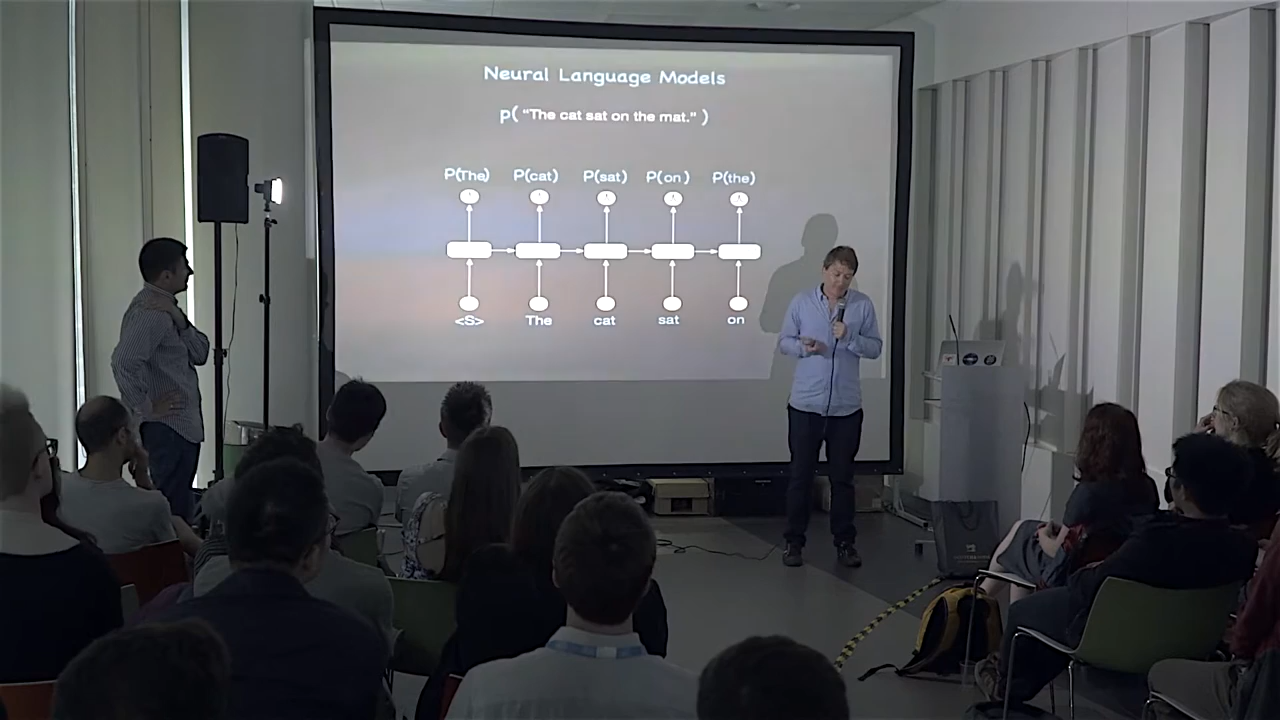 Neural Language Models
p( “The cat sat on the mat.” )
P(The) P(cat) P(sat) P(on) P(the)
<S> The cat sat on